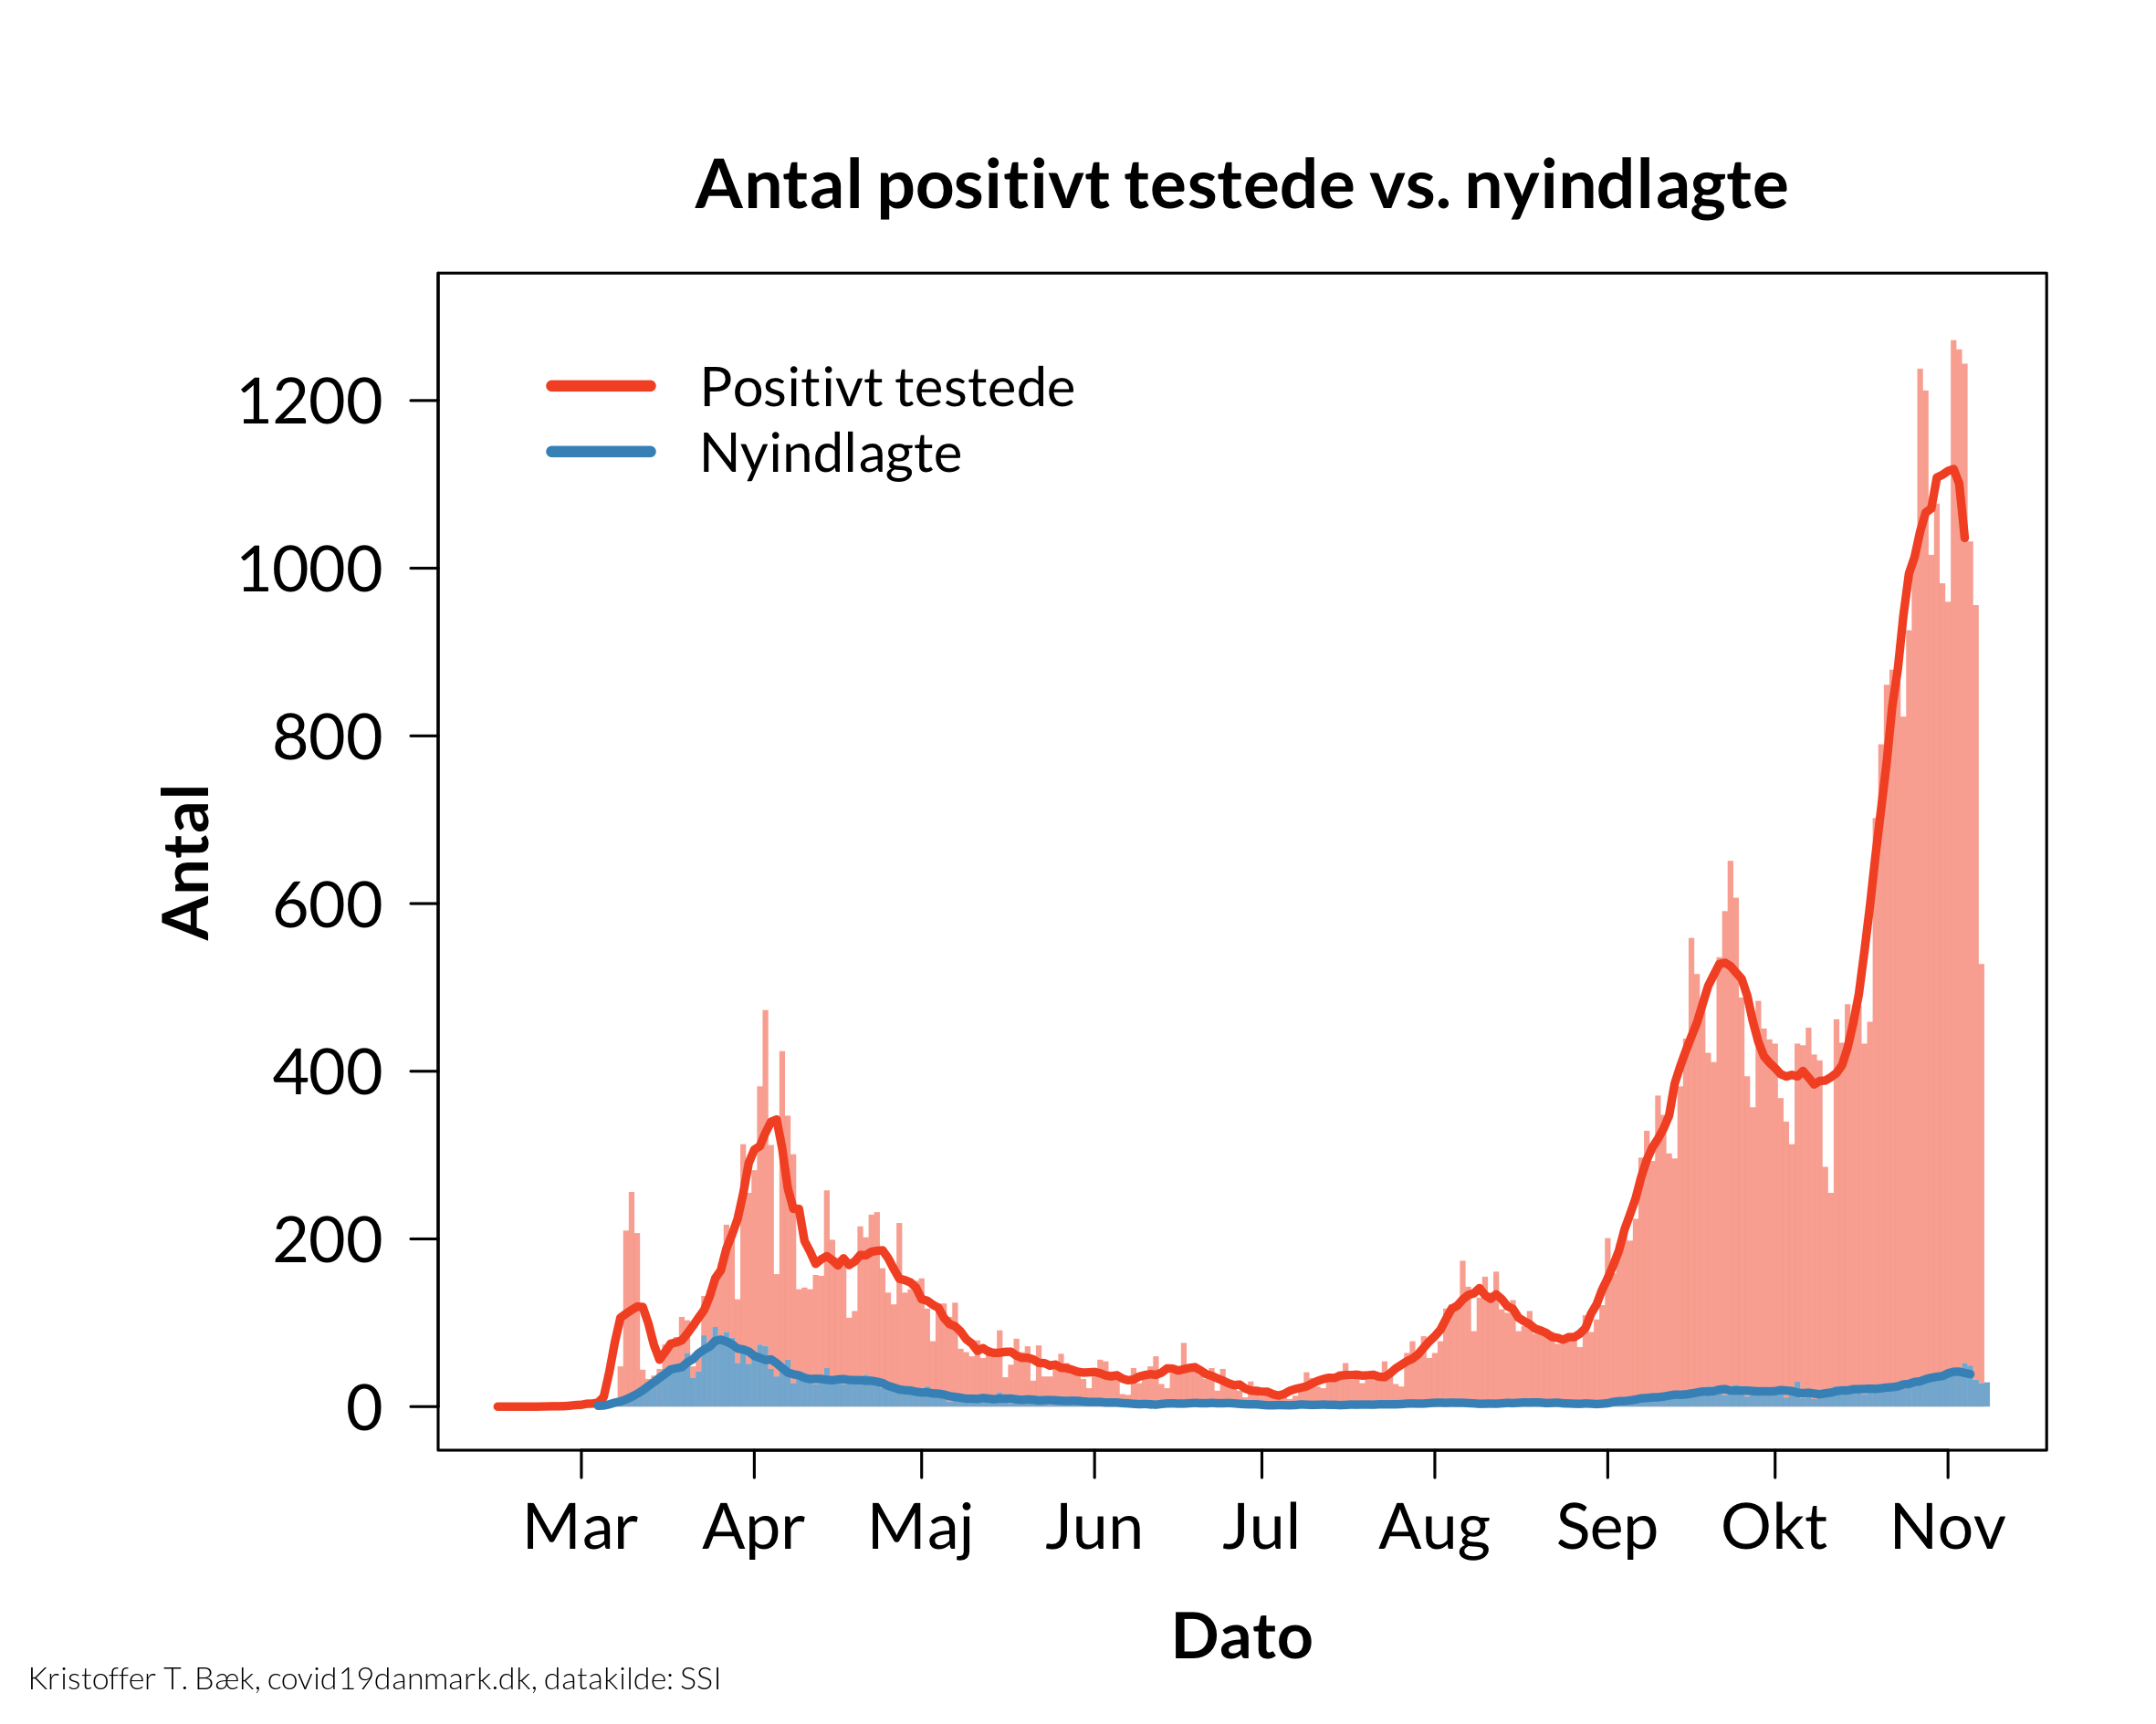 Antal positivt testede vs. nyindlagte
Positivt testede
Nyindlagte
Antal
1200
1000
800
600
400
200
0
Mar Apr Maj Jun Jul Aug Sep Okt Nov
Dato
Kristoffer T. Bæk, covid19danmark.dk, datakilde: SSI